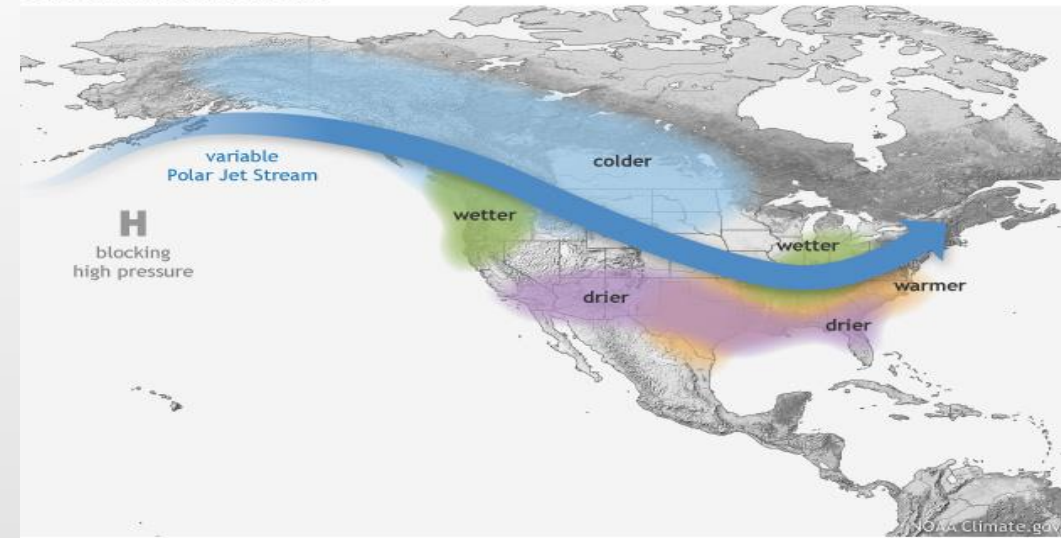 variable
Polar Jet Stream
colder
H
blocking
high pressure
wetter
wetter
warmer
drier
drier
NOAA Climate.gov